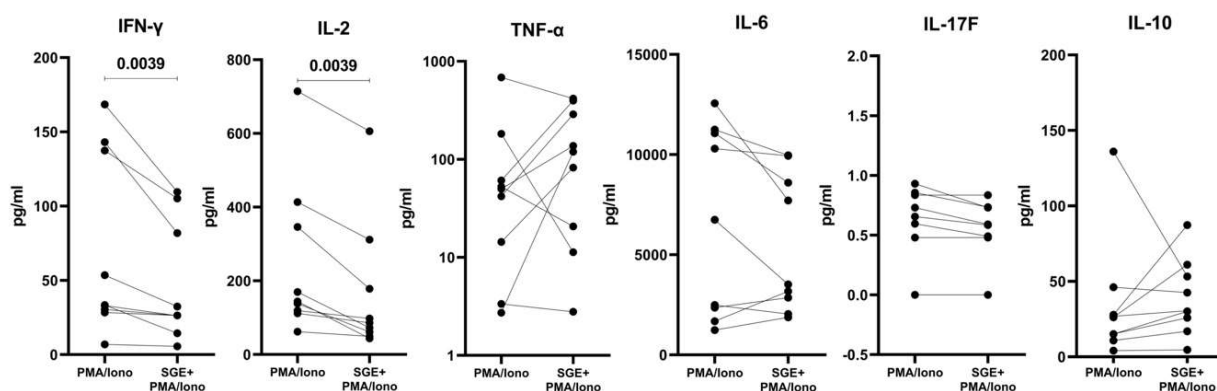 IFN-γ
0.0039
pg/ml
200
150
100
50
0
PMA/Iono
SGE+
PMA/Iono
IL-2
0.0039
pg/ml
800
600
400
200
0
PMA/Iono
SGE+
PMA/Iono
TNF-α
pg/ml
1000
100
10
1
PMA/Iono
SGE+
PMA/Iono
IL-6
pg/ml
15000
10000
5000
0
PMA/Iono
SGE+
PMA/Iono
IL-17F
pg/ml
2.0
1.5
1.0
0.5
0.0
-0.5
PMA/Iono
SGE+
PMA/Iono
IL-10
pg/ml
200
150
100
50
0
PMA/Iono
SGE+
PMA/Iono